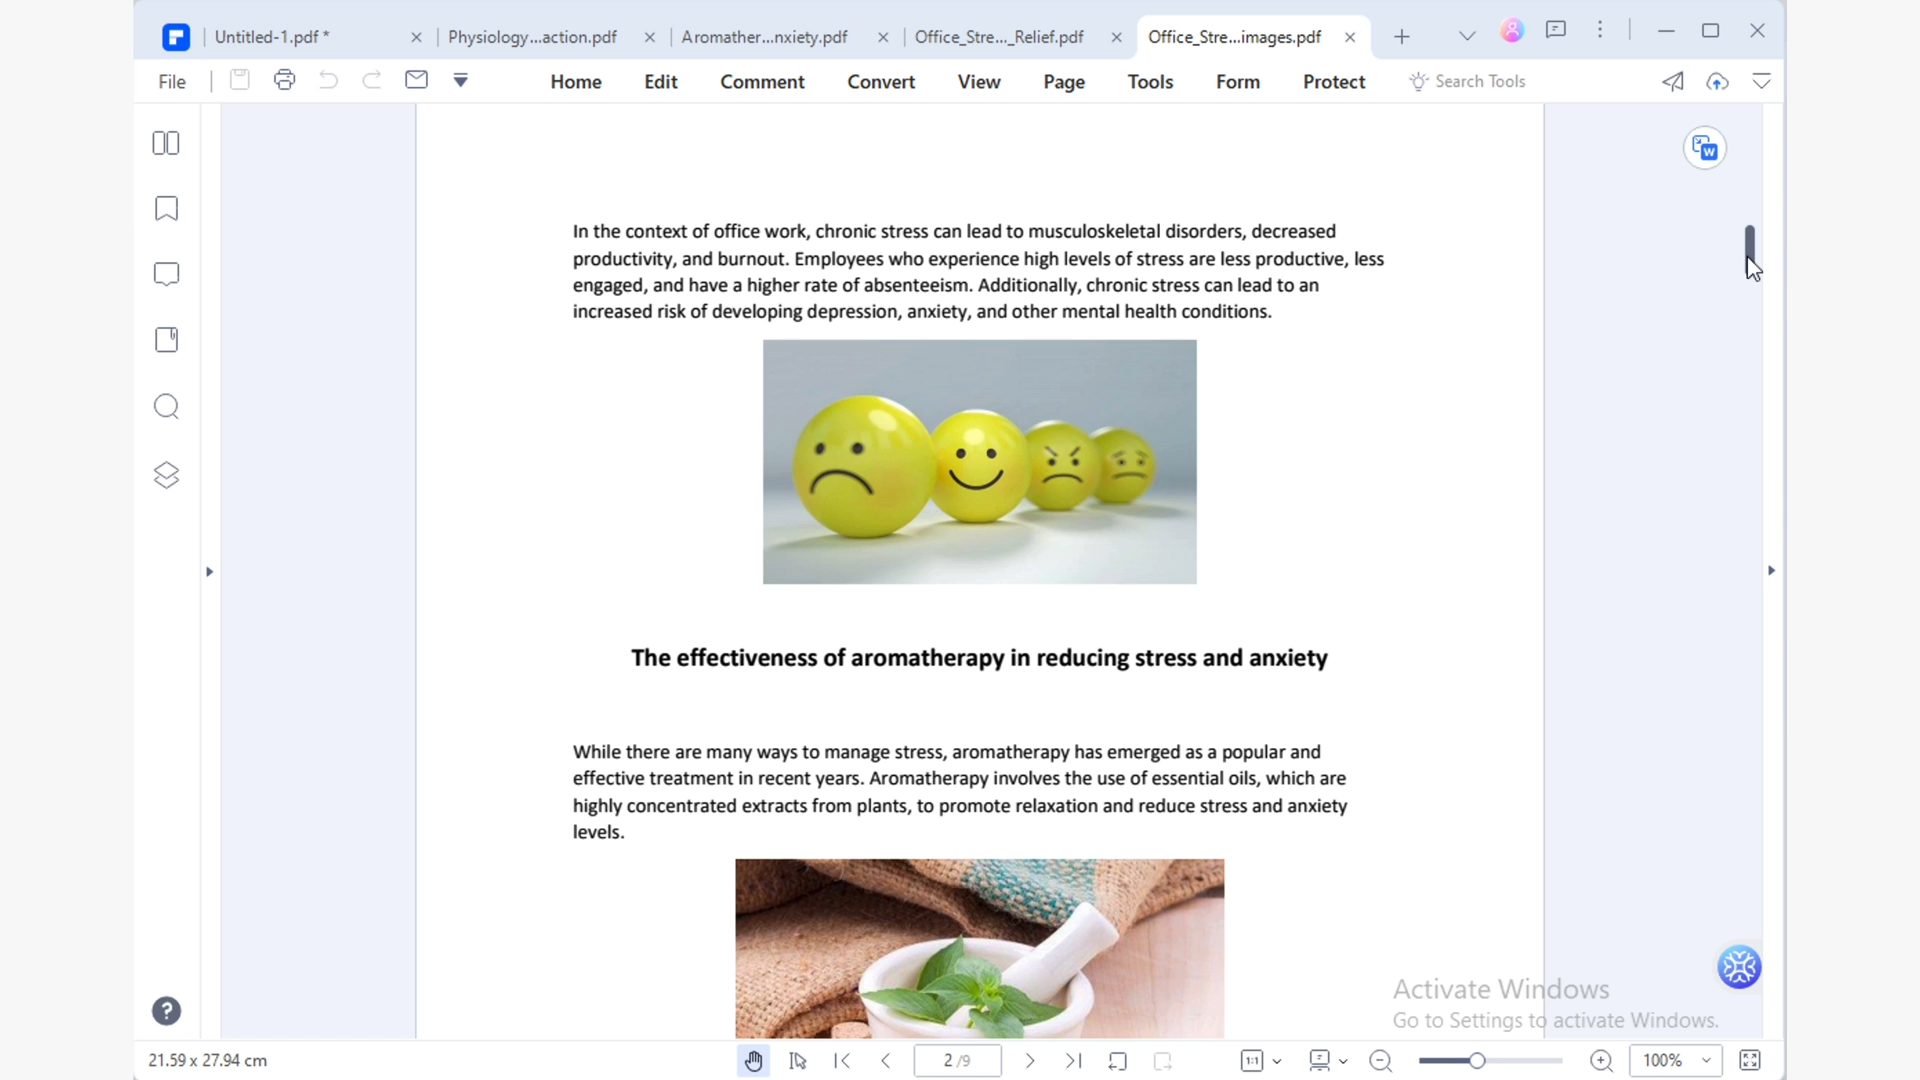 Untitled-1.pdf *
Physiology...action.pdf
Aromather...nxiety.pdf
Office_Stre..._Relief.pdf
Office_Stre...images.pdf
File
Home
Edit
Comment
Convert
View
Page
Tools
Form
Protect
Search Tools
W
In the context of office work, chronic stress can lead to musculoskeletal disorders, decreased
productivity, and burnout. Employees who experience high levels of stress are less productive, less
engaged, and have a higher rate of absenteeism. Additionally, chronic stress can lead to an
increased risk of developing depression, anxiety, and other mental health conditions.
The effectiveness of aromatherapy in reducing stress and anxiety
While there are many ways to manage stress, aromatherapy has emerged as a popular and
effective treatment in recent years. Aromatherapy involves the use of essential oils, which are
highly concentrated extracts from plants, to promote relaxation and reduce stress and anxiety
levels.
Activate Windows
Go to Settings to activate Windows.
?
21.59 x 27.94 cm
2 /9
1:1
100%